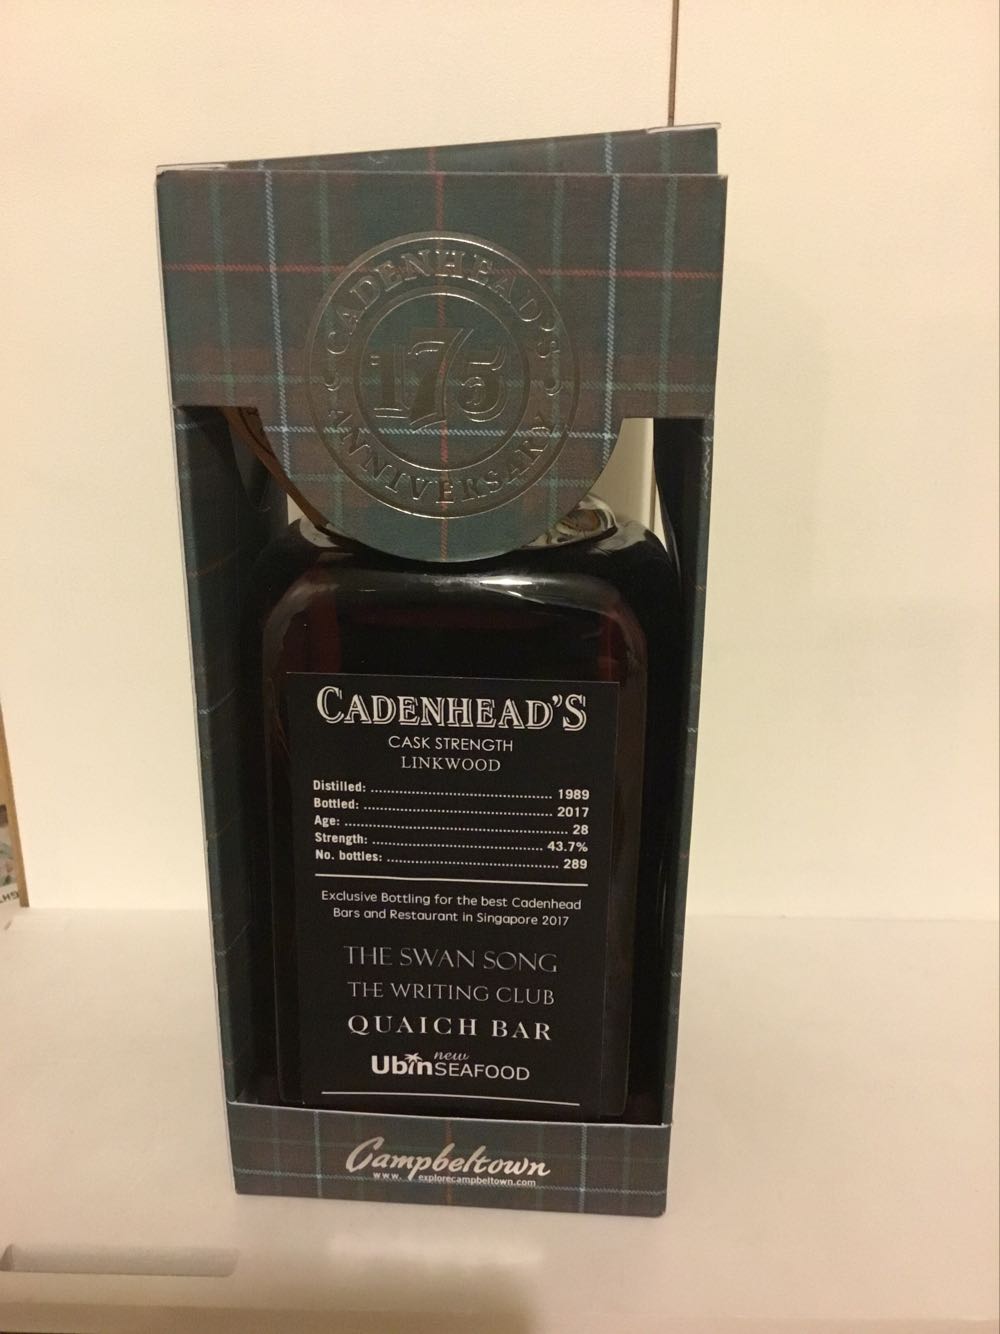 CADENHEAD'S
175
ANNIVERSARY
CADENHEAD'S
CASK STRENGTH
LINKWOOD
Distilled: ........ 1989
Bottled: ........ 2017
Age: ........ 28
Strength: ........ 43.7%
No. bottles: ........ 289
Exclusive Bottling for the best Cadenhead
Bars and Restaurant in Singapore 2017
THE SWAN SONG
THE WRITING CLUB
QUAICH BAR
new
Ubin SEAFOOD
Campbeltown
www.explorecampbeltown.com